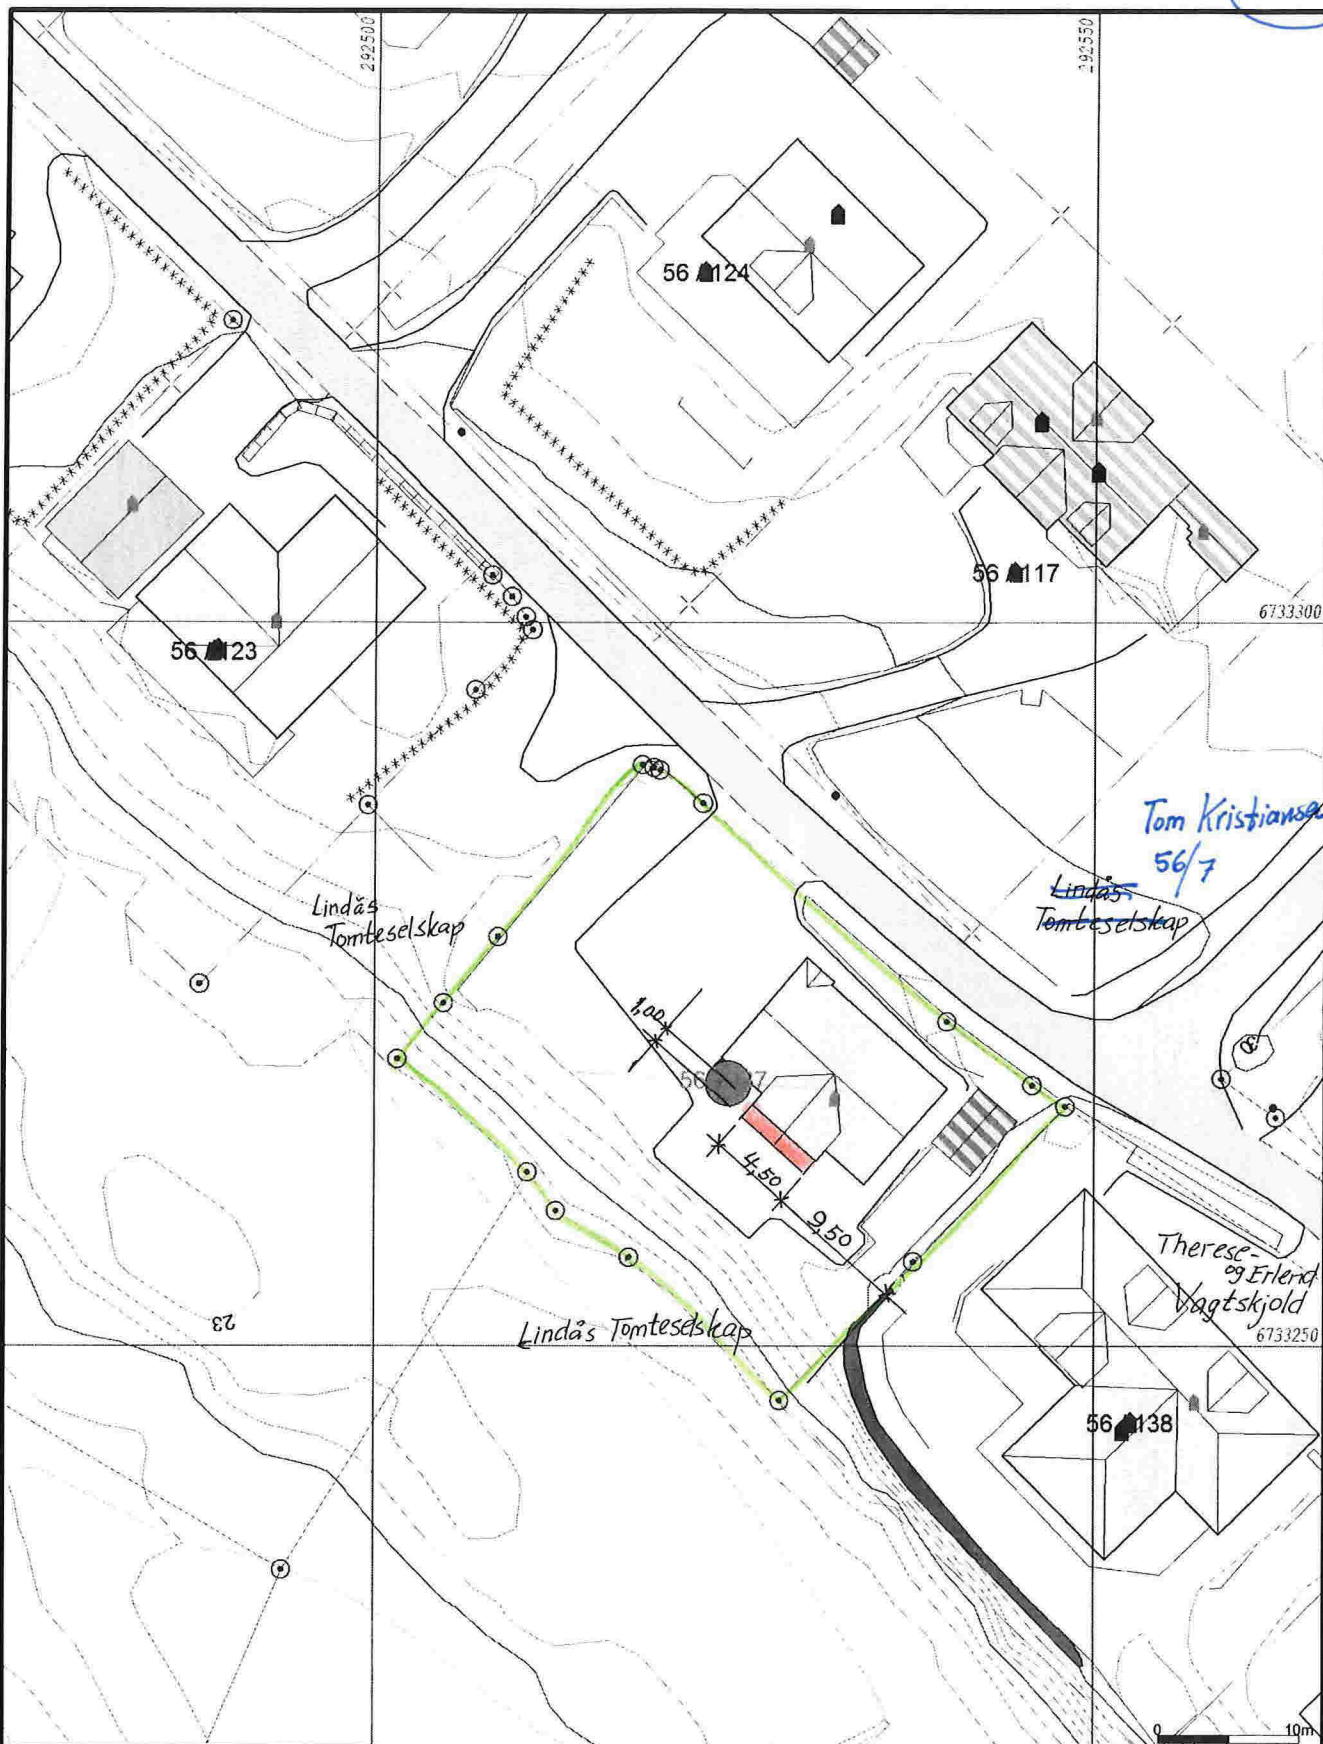 292500
292550
56 / 124
56 / 117
6733300
56 / 123
Tom Kristiansen
56/7
Lindås
Tomteselskap
Lindås
Tomteselskap
1,00
4,50
9,50
Therese-
og Erlend
Vagtskjold
23
Lindås Tomteselskap
6733250
56 / 138
0 10m